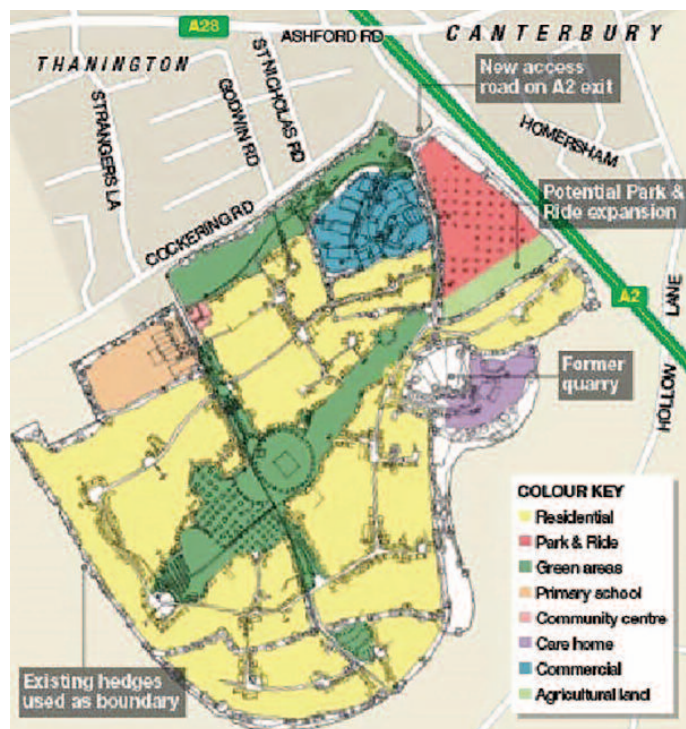 A28
ASHFORD RD
CANTERBURY
THANINGTON
ST NICHOLAS RD
GODWIN RD
STRANGERS LA
New access
road on A2 exit
HOMERSHAM
Potential Park &
Ride expansion
COCKERING RD
A2
HOLLOW LANE
Former
quarry
COLOUR KEY
Residential
Park & Ride
Green areas
Primary school
Community centre
Care home
Commercial
Agricultural land
Existing hedges
used as boundary